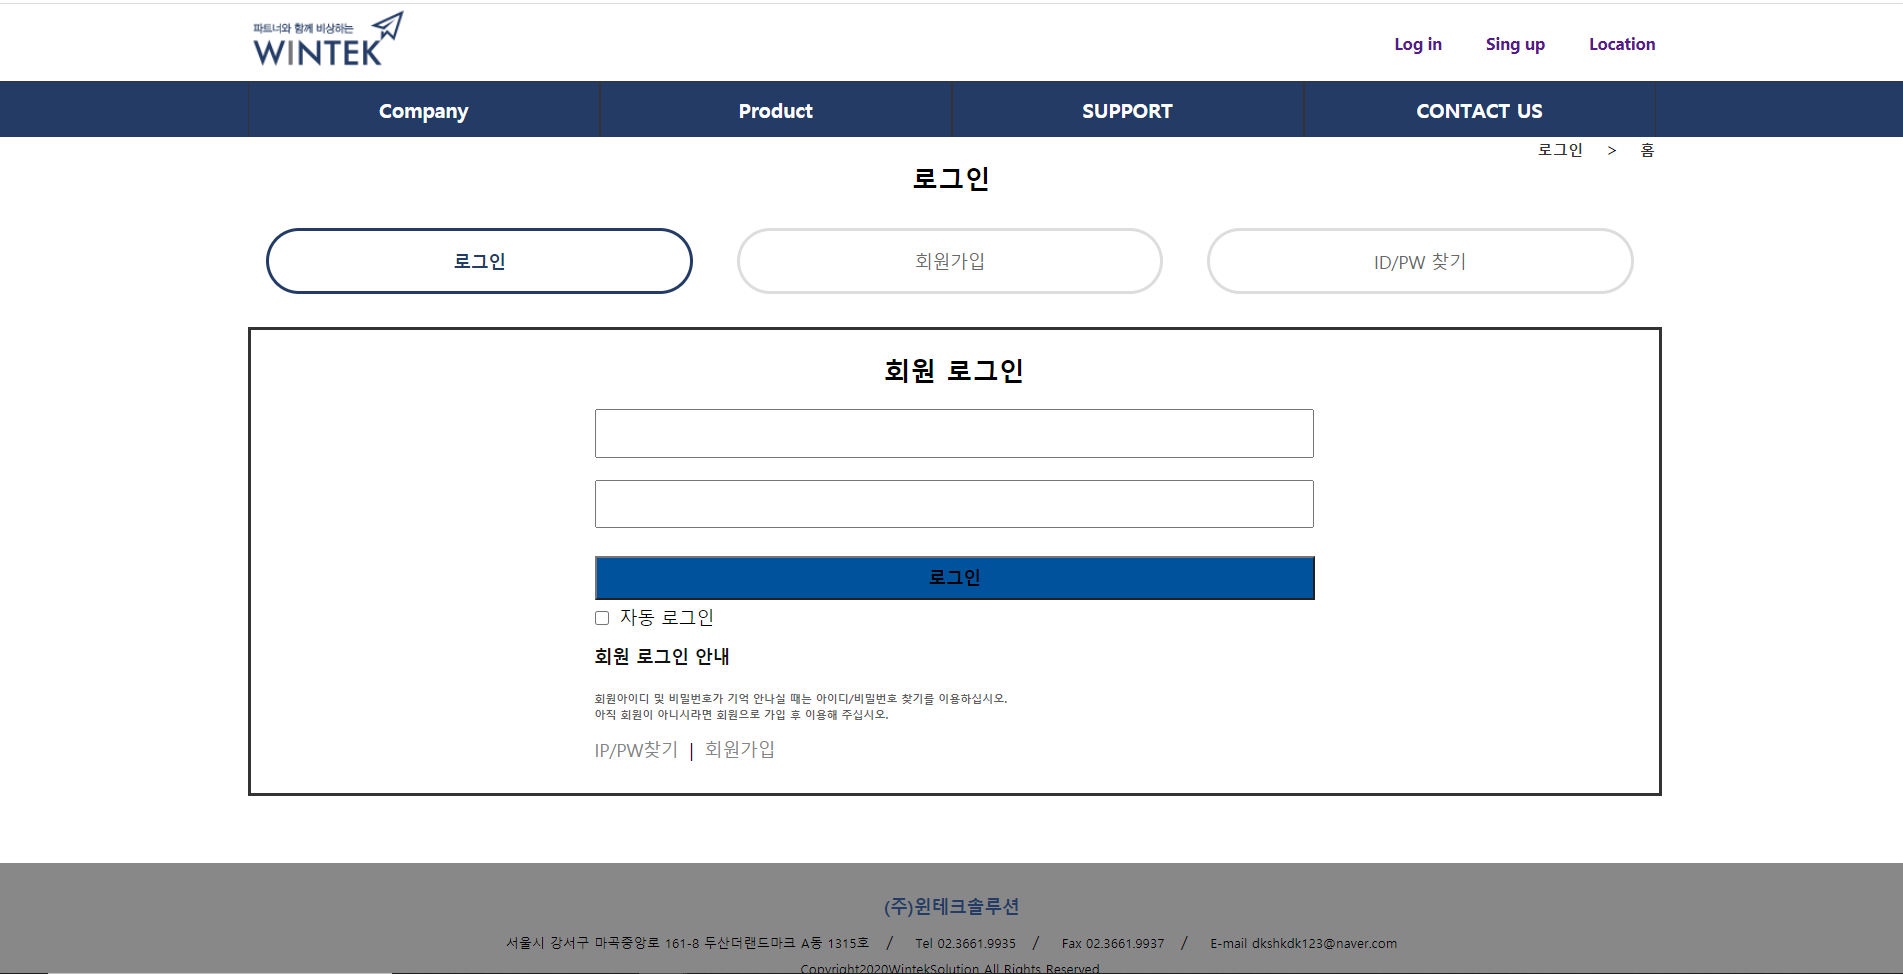 파트너와 함께 비상하는
WINTEK
Log in Sing up Location
Company Product SUPPORT CONTACT US
로그인 > 홈
로그인
로그인 회원가입 ID/PW 찾기
회원 로그인
로그인
자동 로그인
회원 로그인 안내
회원아이디 및 비밀번호가 기억 안나실 때는 아이디/비밀번호 찾기를 이용하십시오.
아직 회원이 아니시라면 회원으로 가입 후 이용해 주십시오.
IP/PW찾기 | 회원가입
(주)윈테크솔루션
서울시 강서구 마곡중앙로 161-8 두산더랜드마크 A동 1315호 / Tel 02.3661.9935 / Fax 02.3661.9937 / E-mail dkshkdk123@naver.com
Copyright2020WintekSolution All Rights Reserved